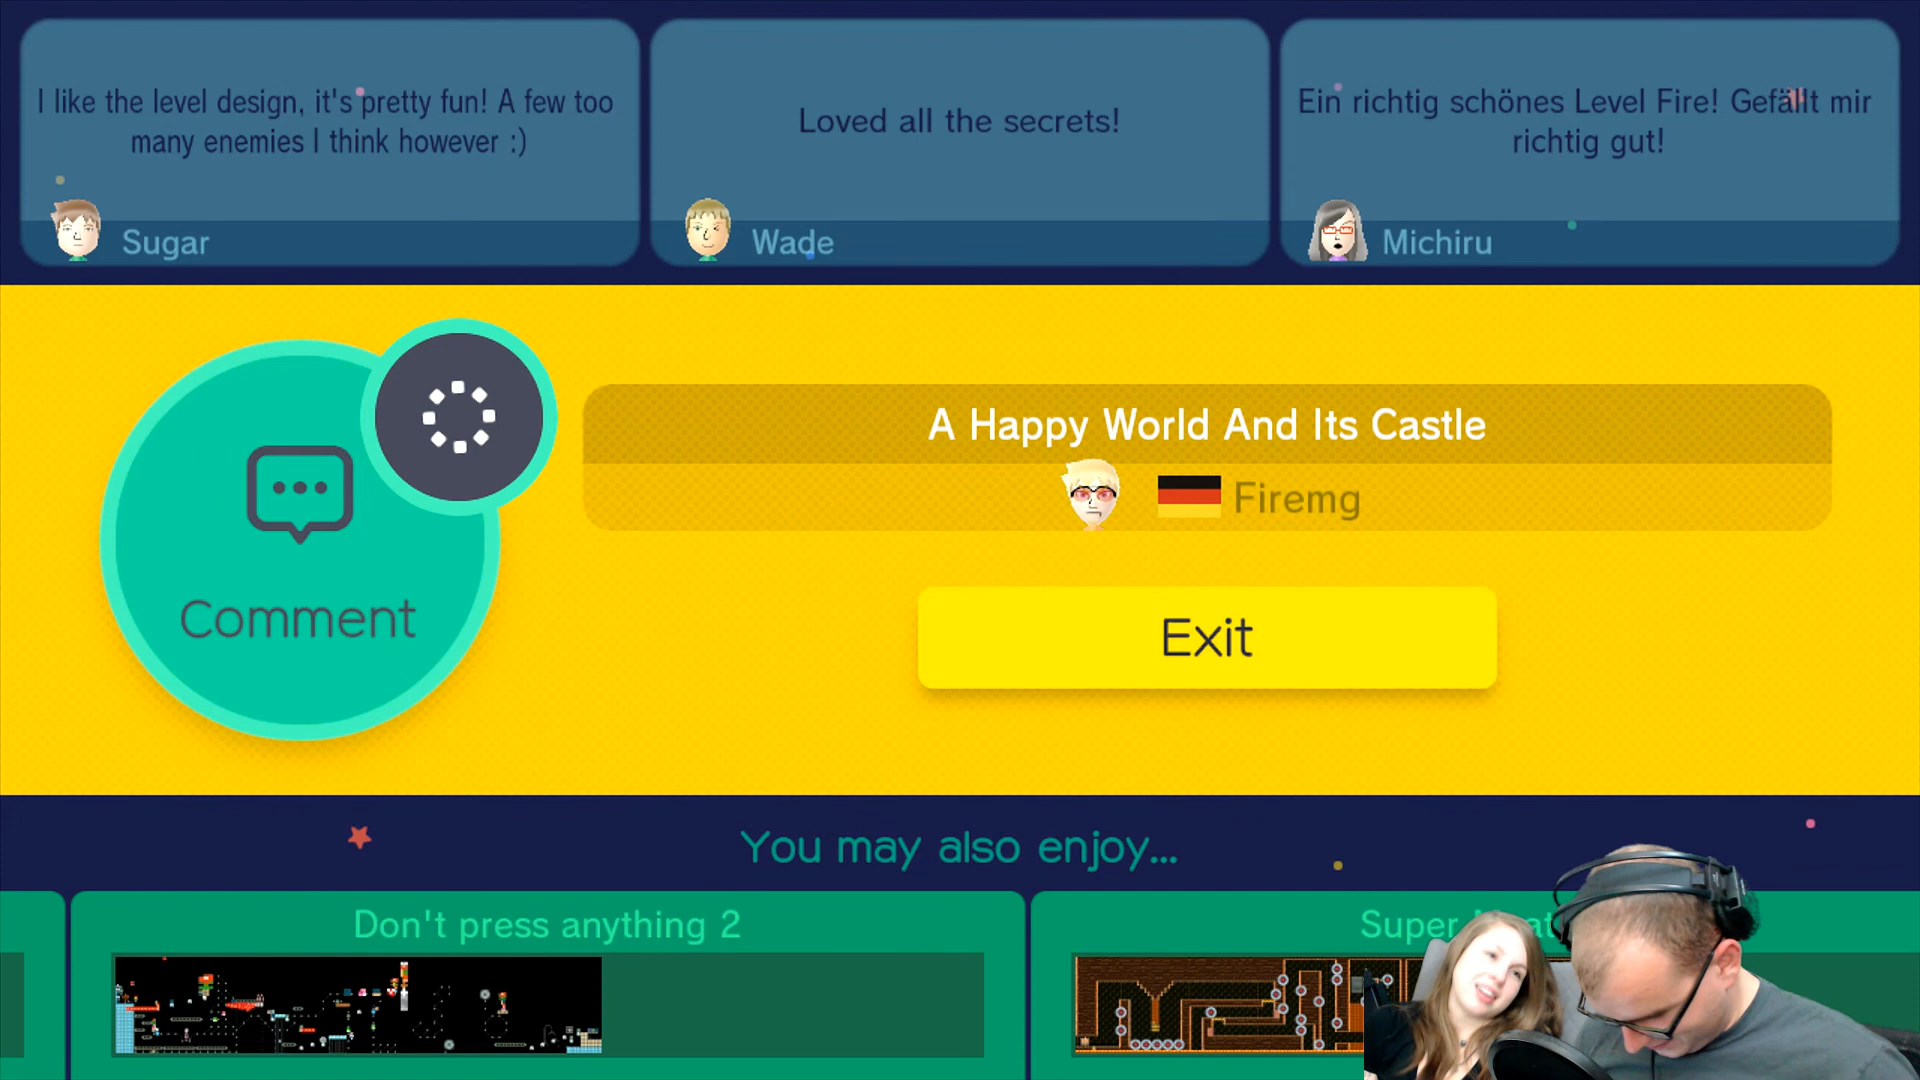 I like the level design, it's pretty fun! A few too
many enemies I think however :)
Sugar
Loved all the secrets!
Wade
Ein richtig schönes Level Fire! Gefällt mir
richtig gut!
Michiru
Comment
A Happy World And Its Castle
Firemg
Exit
You may also enjoy...
Don't press anything 2
Super